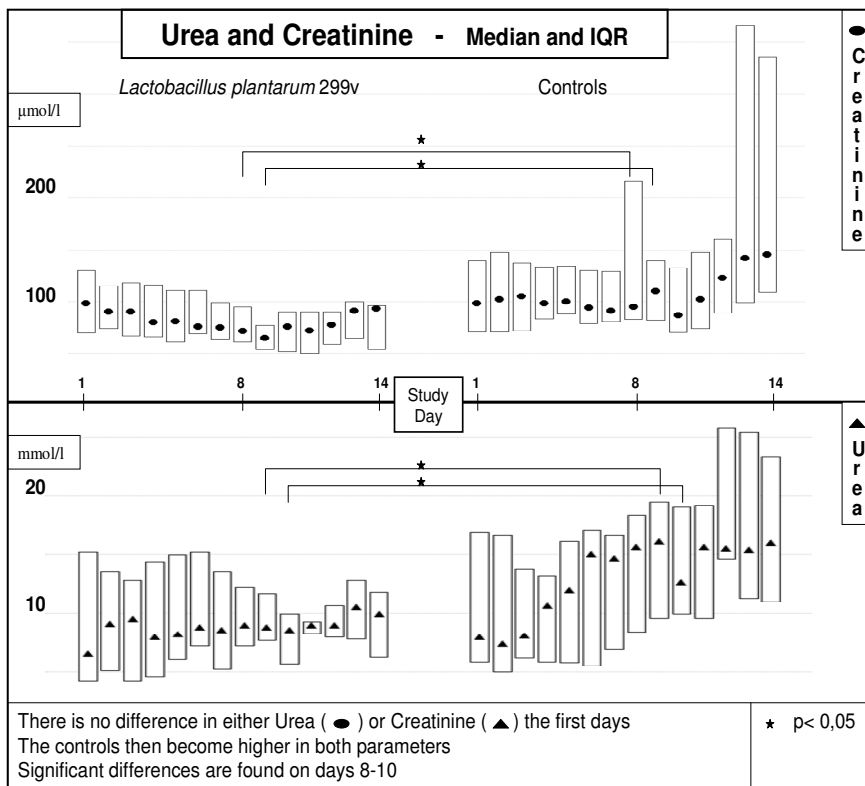 Urea and Creatinine - Median and IQR
Lactobacillus plantarum 299v
Controls
Creatinine
µmol/l
★
★
200
100
1 8 14
Study
Day
1 8 14
Urea
mmol/l
★
★
20
10
There is no difference in either Urea ( ● ) or Creatinine ( ▲ ) the first days
The controls then become higher in both parameters
Significant differences are found on days 8-10
★ p< 0,05